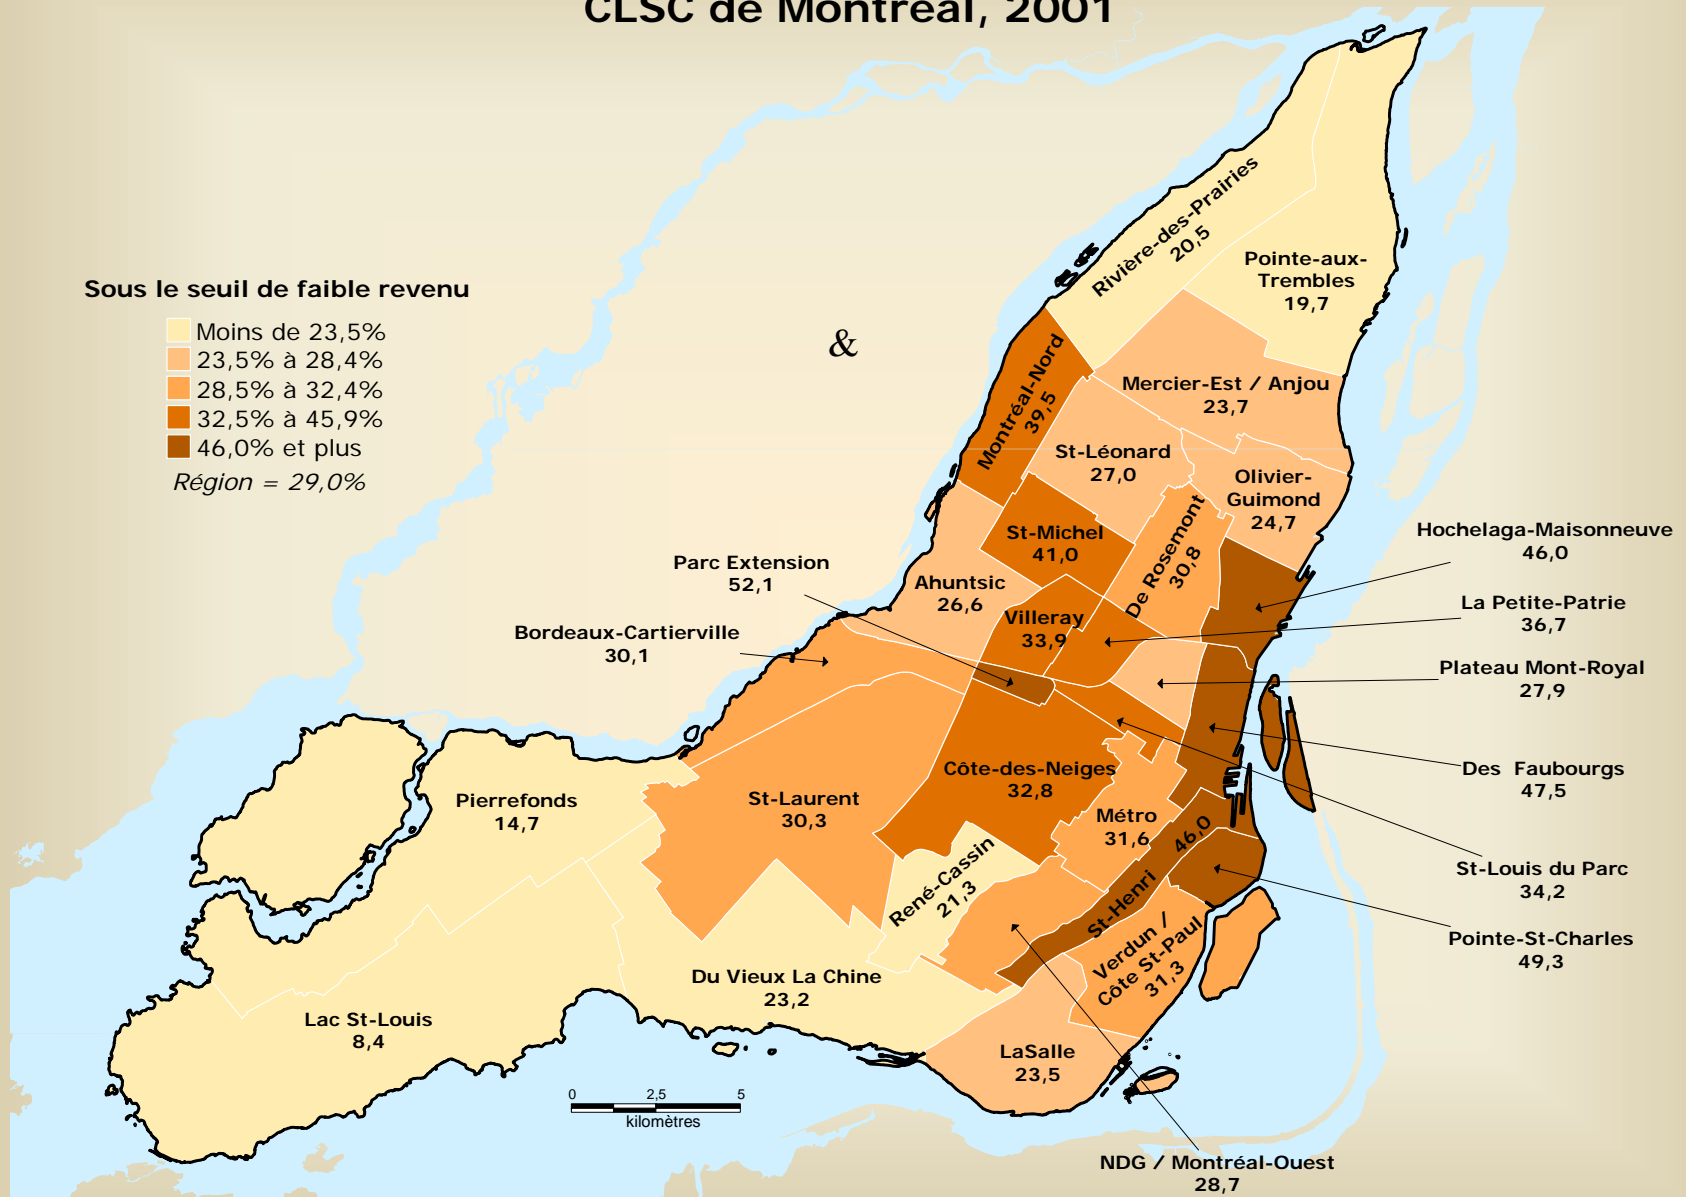 CLSC de Montréal, 2001
Sous le seuil de faible revenu
Moins de 23,5%
23,5% à 28,4%
28,5% à 32,4%
32,5% à 45,9%
46,0% et plus
Région = 29,0%
&
Rivière-des-Prairies
20,5
Pointe-aux-
Trembles
19,7
Montréal-Nord
39,5
Mercier-Est / Anjou
23,7
St-Léonard
27,0
Olivier-
Guimond
24,7
St-Michel
41,0
De Rosemont
30,8
Hochelaga-Maisonneuve
46,0
Parc Extension
52,1
Ahuntsic
26,6
Villeray
33,9
La Petite-Patrie
36,7
Bordeaux-Cartierville
30,1
Plateau Mont-Royal
27,9
Des Faubourgs
47,5
Côte-des-Neiges
32,8
St-Laurent
30,3
Pierrefonds
14,7
Métro
31,6
St-Henri
46,0
St-Louis du Parc
34,2
René-Cassin
21,3
Pointe-St-Charles
49,3
Verdun /
Côte St-Paul
31,3
Du Vieux La Chine
23,2
Lac St-Louis
8,4
LaSalle
23,5
0 2,5 5
kilomètres
NDG / Montréal-Ouest
28,7